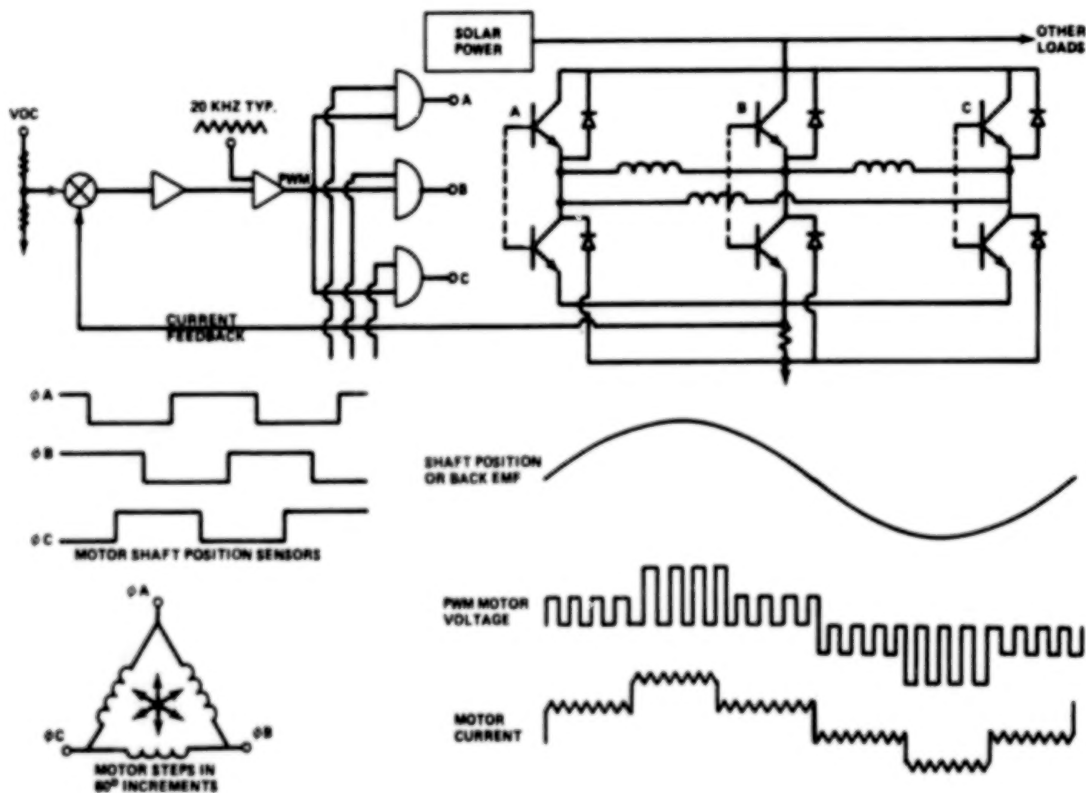 SOLAR
POWER
OTHER
LOADS
VOC
20 KHZ TYP.
PWM
A
B
C
A
B
C
CURRENT
FEEDBACK
ϕA
ϕB
ϕC
MOTOR SHAFT POSITION SENSORS
SHAFT POSITION
OR BACK EMF
PWM MOTOR
VOLTAGE
MOTOR
CURRENT
ϕA
ϕC
ϕB
MOTOR STEPS IN
60° INCREMENTS